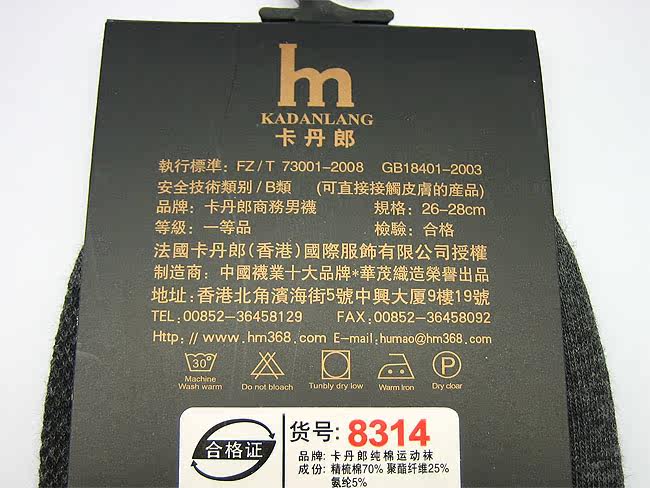 hm
KADANLANG
卡丹郎
執行標準: FZ/T 73001-2008 GB18401-2003
安全技術類别/B類 (可直接接觸皮膚的産品)
品牌: 卡丹郎商務男襪 規格: 26-28cm
等級: 一等品 檢驗: 合格
法國卡丹郎(香港)國際服飾有限公司授權
制造商: 中國襪業十大品牌*華茂織造榮譽出品
地址: 香港北角濱海街5號中興大厦9樓19號
TEL:00852-36458129 FAX:00852-36458092
Http://www.hm368.com E-mail:humao@hm368.com
30°
P
Machine Wash warm
Do not bleach
Tunbly dry low
Warm Iron
Dry cloar
合格证
货号: 8314
品牌: 卡丹郎纯棉运动袜
成份: 精梳棉70% 聚酯纤维25%
氨纶5%